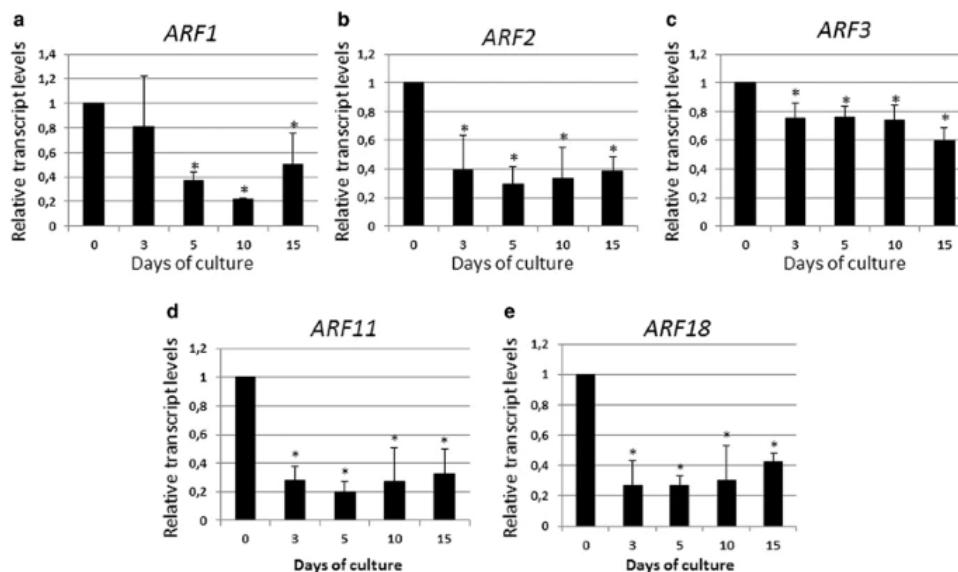 a
ARF1
Relative transcript levels
1,4
1,2
1
0,8
0,6
0,4
0,2
0
*
*
*
0 3 5 10 15
Days of culture
b
ARF2
Relative transcript levels
1,2
1
0,8
0,6
0,4
0,2
0
*
*
*
*
0 3 5 10 15
Days of culture
c
ARF3
Relative transcript levels
1,2
1
0,8
0,6
0,4
0,2
0
*
*
*
*
0 3 5 10 15
Days of culture
d
ARF11
Relative transcript levels
1,2
1
0,8
0,6
0,4
0,2
0
*
*
*
*
0 3 5 10 15
Days of culture
e
ARF18
Relative transcript levels
1,2
1
0,8
0,6
0,4
0,2
0
*
*
*
*
0 3 5 10 15
Days of culture